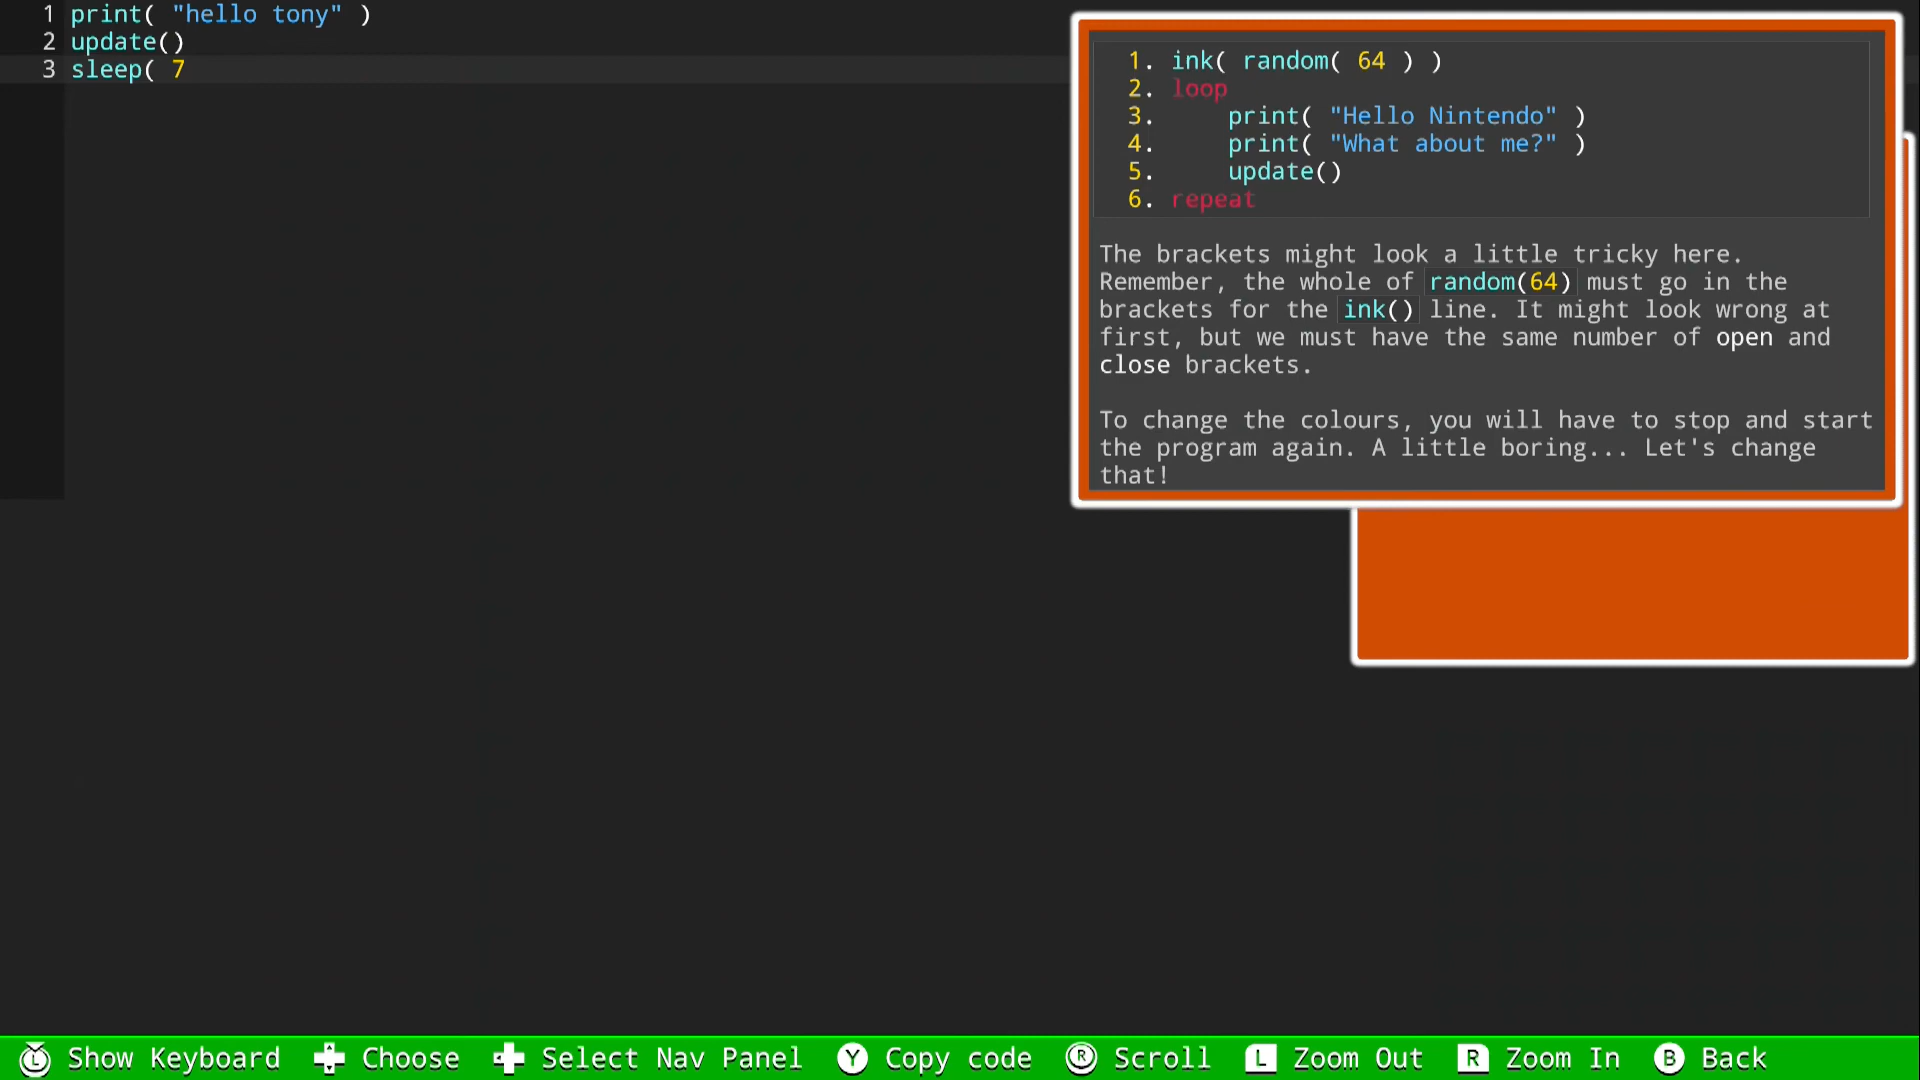 1 print( "hello tony" )
2 update()
3 sleep( 7
1. ink( random( 64 ) )
2. loop
3. print( "Hello Nintendo" )
4. print( "What about me?" )
5. update()
6. repeat
The brackets might look a little tricky here.
Remember, the whole of random(64) must go in the
brackets for the ink() line. It might look wrong at
first, but we must have the same number of open and
close brackets.
To change the colours, you will have to stop and start
the program again. A little boring... Let's change
that!
L Show Keyboard Choose Select Nav Panel Y Copy code R Scroll L Zoom Out R Zoom In B Back